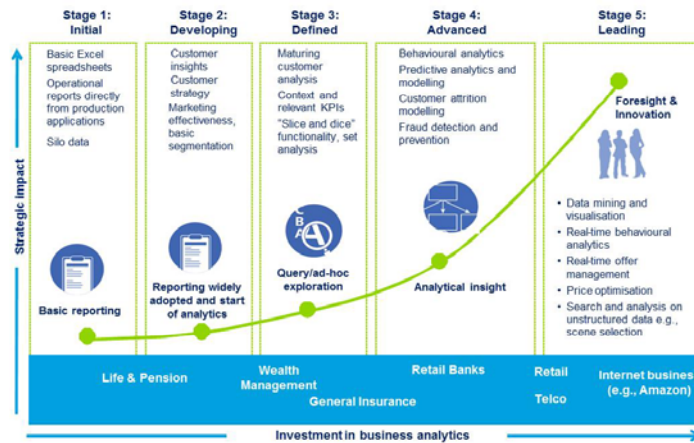 Stage 1:
Initial
Basic Excel
spreadsheets
Operational
reports directly
from production
applications
Silo data
Basic reporting
Stage 2:
Developing
Customer
insights
Customer
strategy
Marketing
effectiveness,
basic
segmentation
Reporting widely
adopted and start
of analytics
Stage 3:
Defined
Maturing
customer
analysis
Context and
relevant KPIs
"Slice and dice"
functionality, set
analysis
C
B
A
Query/ad-hoc
exploration
Stage 4:
Advanced
Behavioural analytics
Predictive analytics and
modelling
Customer attrition
modelling
Fraud detection and
prevention
Analytical insight
Stage 5:
Leading
Foresight &
Innovation
• Data mining and
visualisation
• Real-time behavioural
analytics
• Real-time offer
management
• Price optimisation
• Search and analysis on
unstructured data e.g.,
scene selection
Strategic impact
Life & Pension
Wealth
Management
General Insurance
Retail Banks
Retail
Telco
Internet busines
(e.g., Amazon)
Investment in business analytics